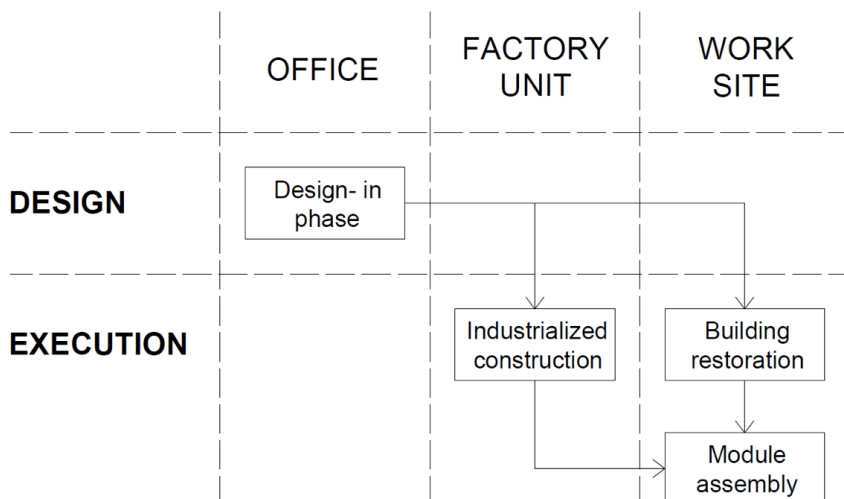 OFFICE
FACTORY
UNIT
WORK
SITE
DESIGN
Design- in
phase
EXECUTION
Industrialized
construction
Building
restoration
Module
assembly